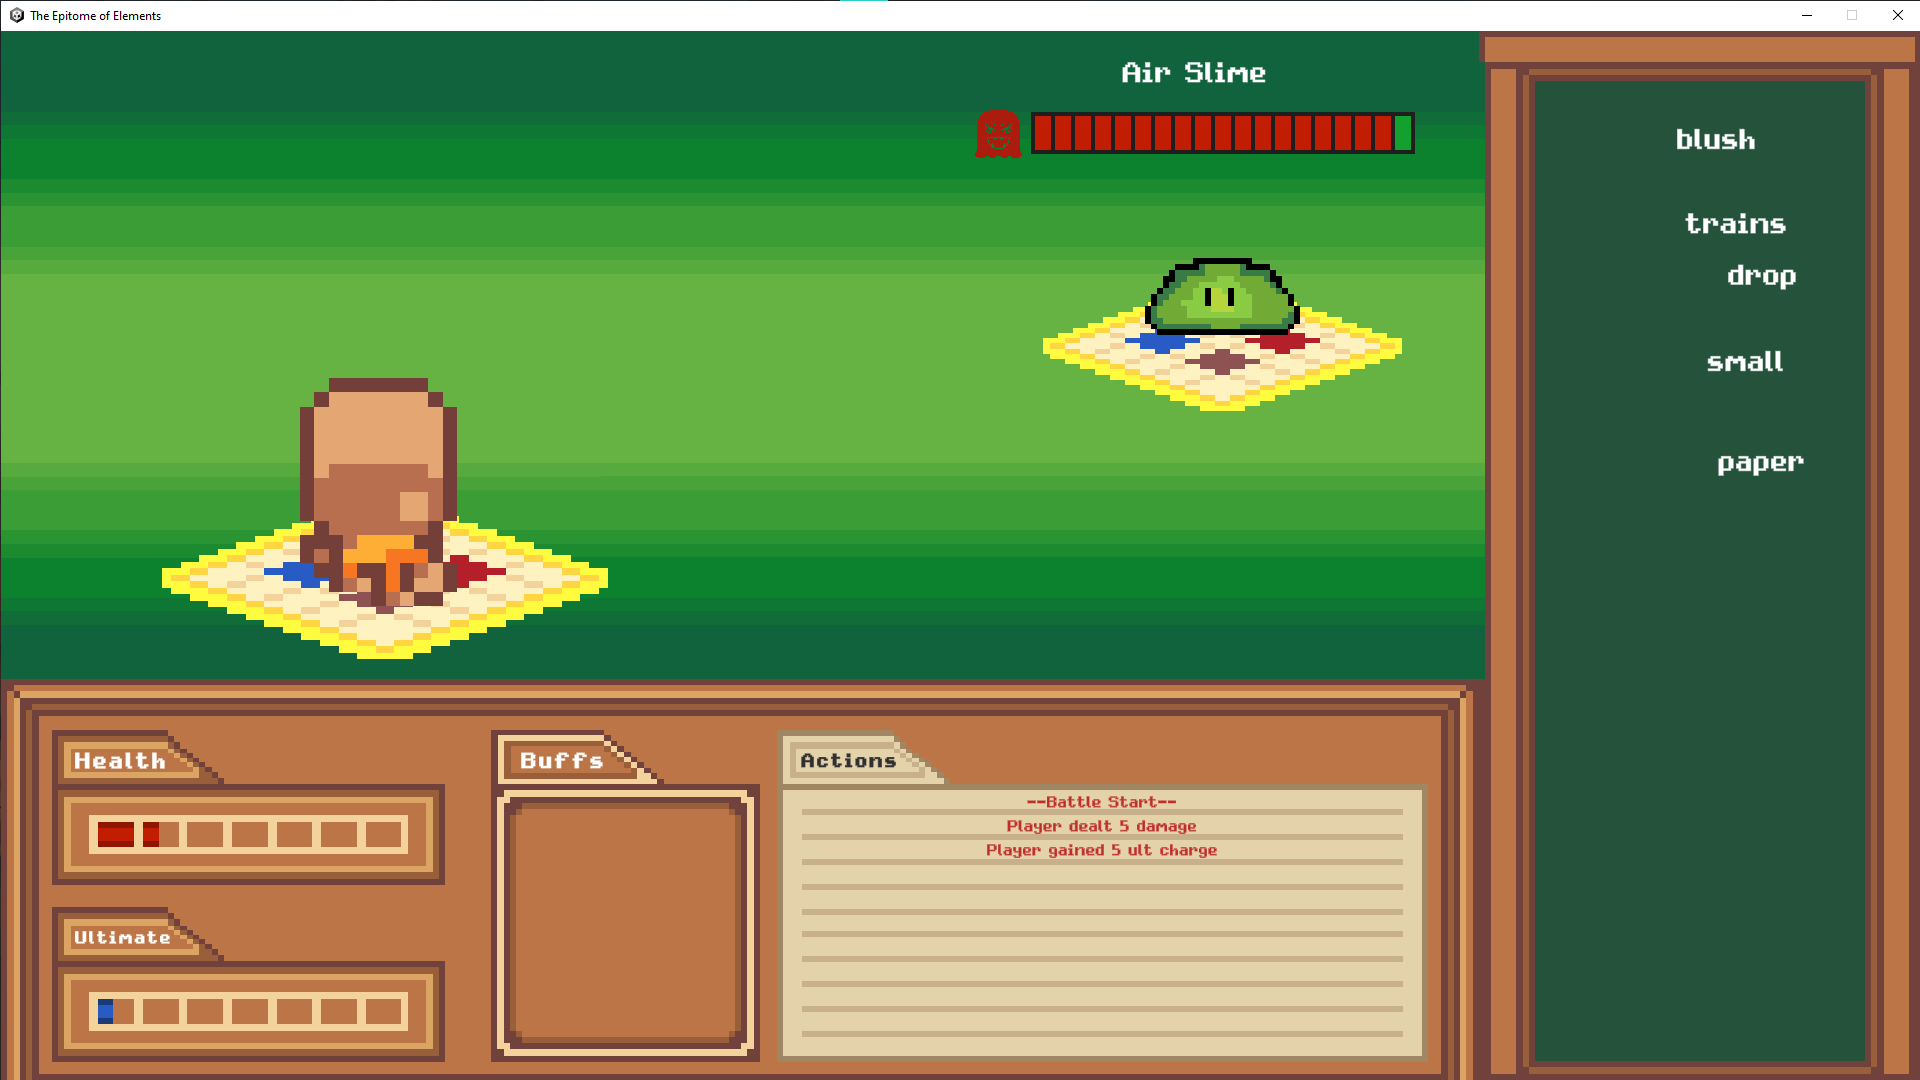 The Epitome of Elements
Air Slime
blush
trains
drop
small
paper
Health
Buffs
Actions
--Battle Start--
Player dealt 5 damage
Player gained 5 ult charge
Ultimate